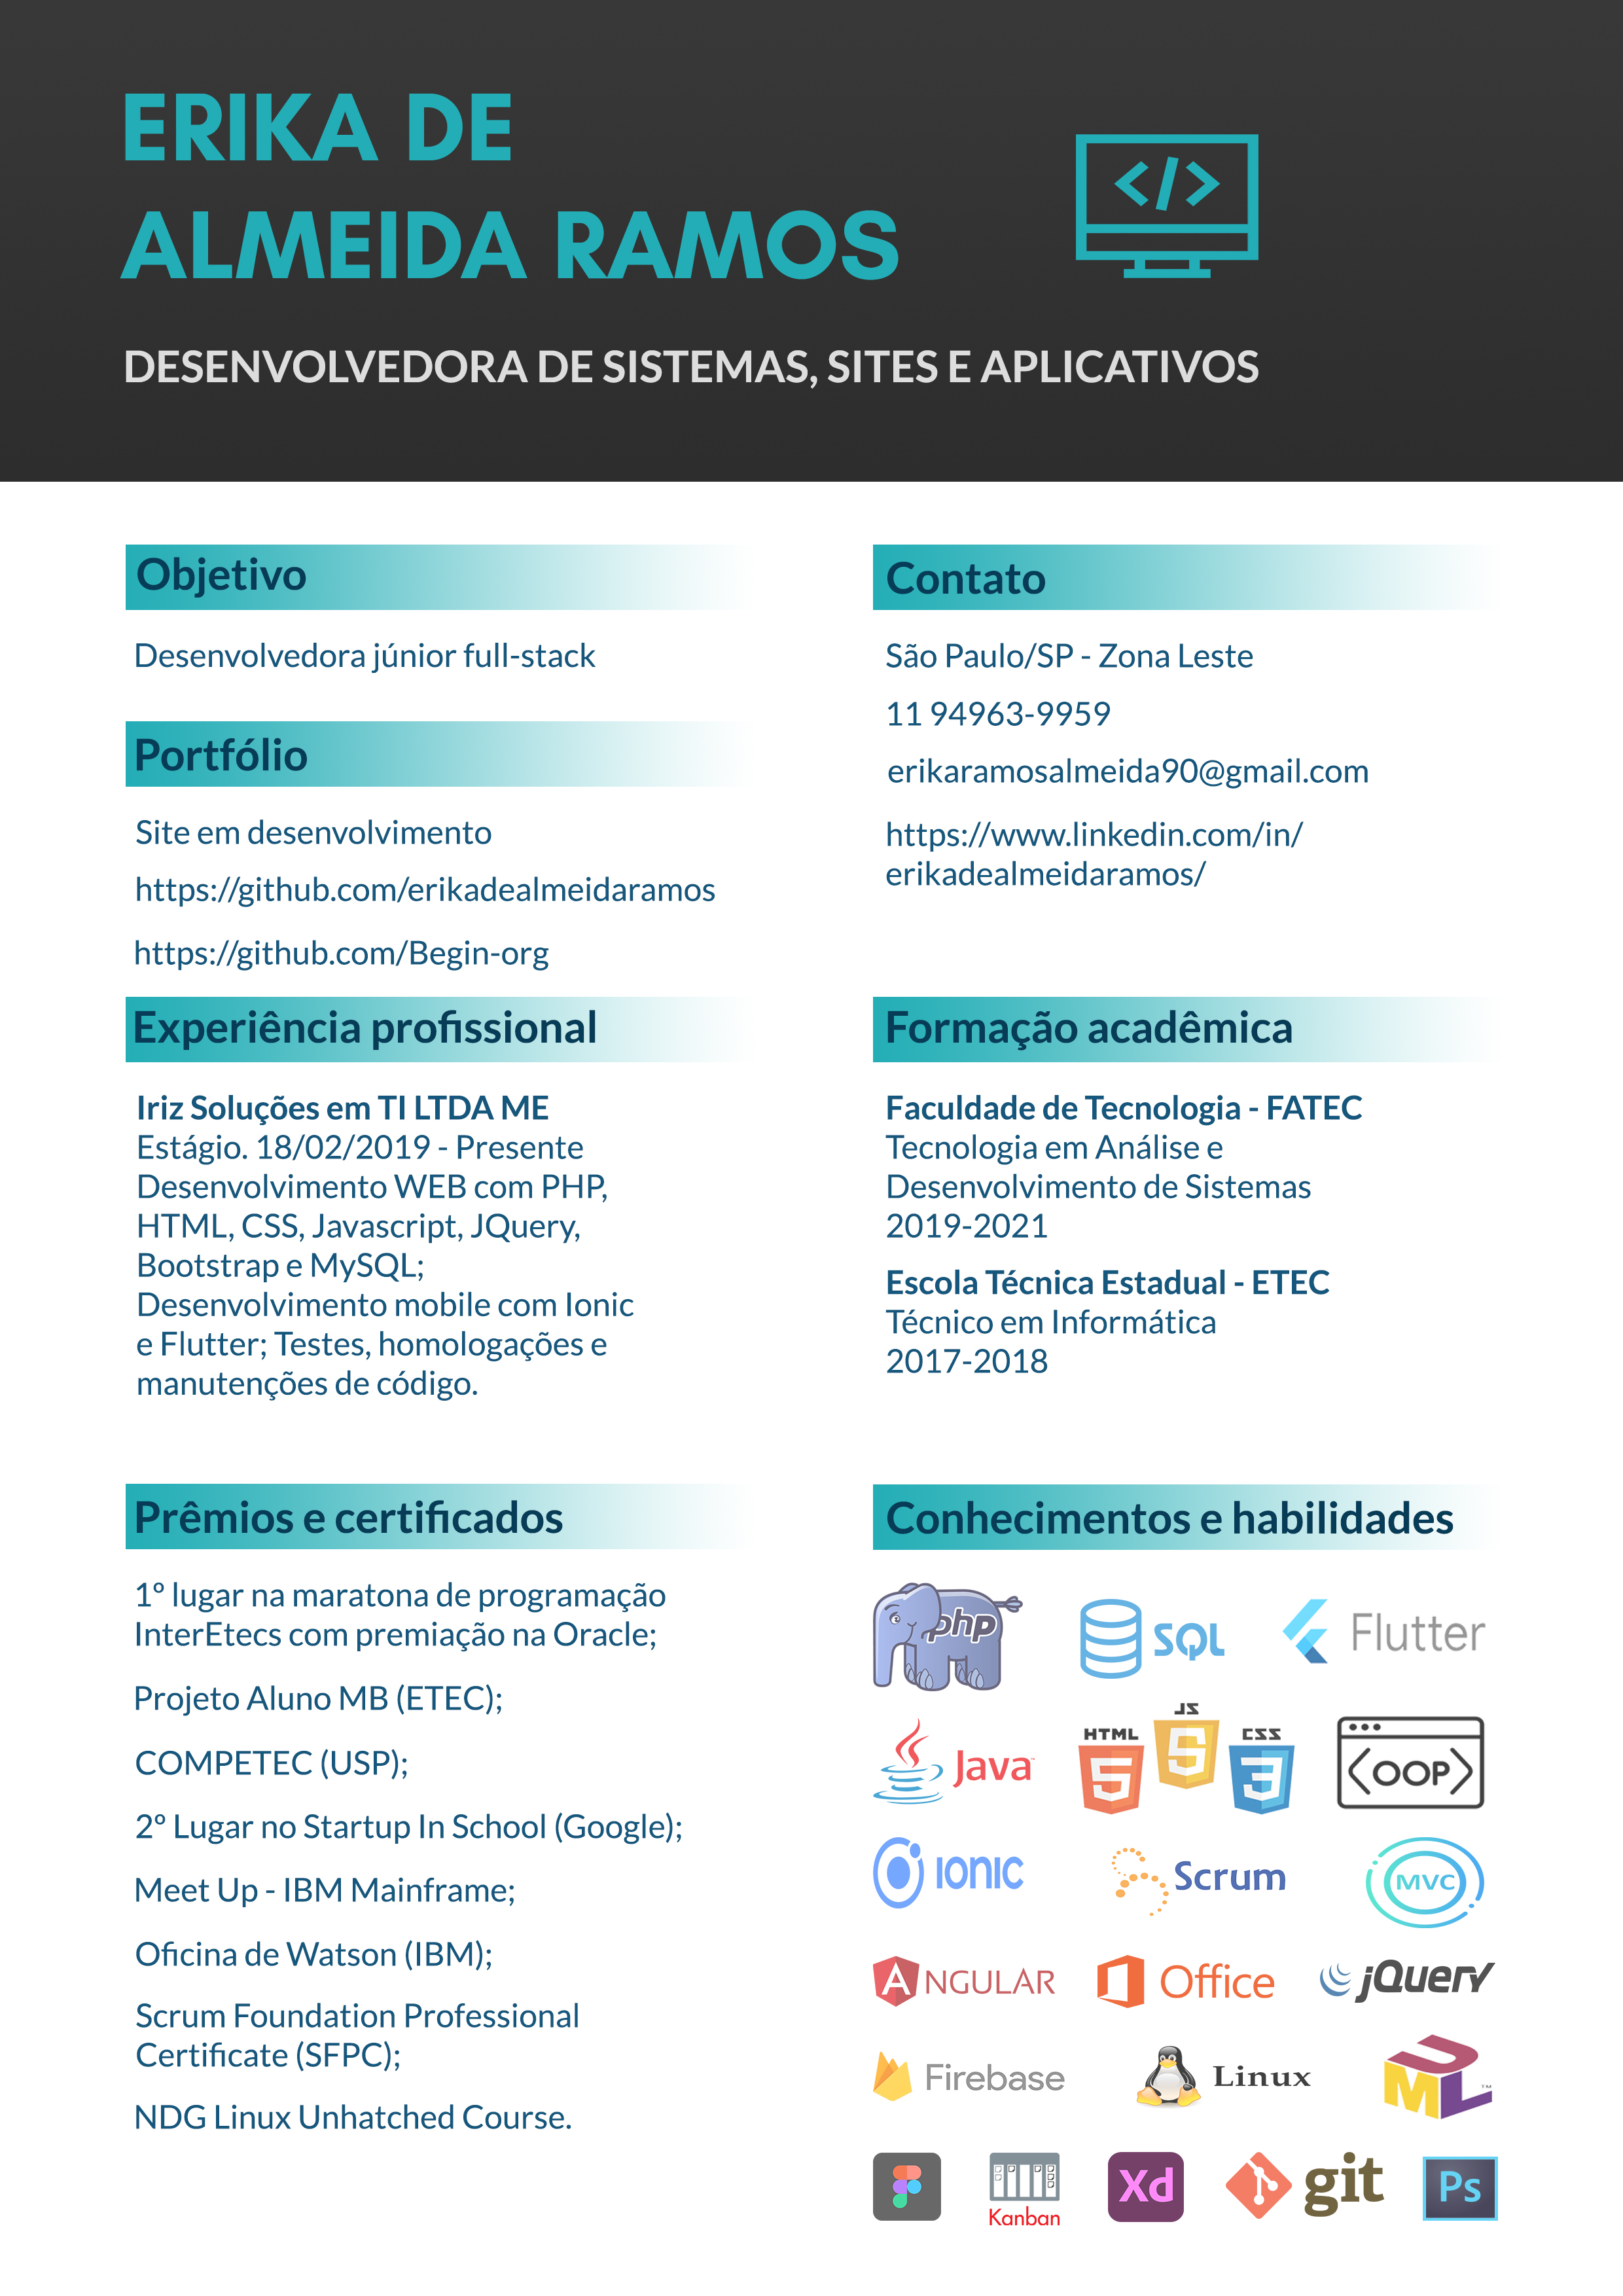 ERIKA DE
ALMEIDA RAMOS
DESENVOLVEDORA DE SISTEMAS, SITES E APLICATIVOS
Objetivo
Desenvolvedora júnior full-stack
Portfólio
Site em desenvolvimento
https://github.com/erikadealmeidaramos
https://github.com/Begin-org
Contato
São Paulo/SP - Zona Leste
11 94963-9959
erikaramosalmeida90@gmail.com
https://www.linkedin.com/in/
erikadealmeidaramos/
Experiência profissional
Iriz Soluções em TI LTDA ME
Estágio. 18/02/2019 - Presente
Desenvolvimento WEB com PHP,
HTML, CSS, Javascript, JQuery,
Bootstrap e MySQL;
Desenvolvimento mobile com Ionic
e Flutter; Testes, homologações e
manutenções de código.
Formação acadêmica
Faculdade de Tecnologia - FATEC
Tecnologia em Análise e
Desenvolvimento de Sistemas
2019-2021
Escola Técnica Estadual - ETEC
Técnico em Informática
2017-2018
Prêmios e certificados
1º lugar na maratona de programação
InterEtecs com premiação na Oracle;
Projeto Aluno MB (ETEC);
COMPETEC (USP);
2º Lugar no Startup In School (Google);
Meet Up - IBM Mainframe;
Oficina de Watson (IBM);
Scrum Foundation Professional
Certificate (SFPC);
NDG Linux Unhatched Course.
Conhecimentos e habilidades
php
SQL
Flutter
Java™
HTML 5
JS 5
CSS 3
<OOP>
IONIC
Scrum
MVC
ANGULAR
Office
jQuery
Firebase
Linux
UML™
Kanban
Xd
git
Ps